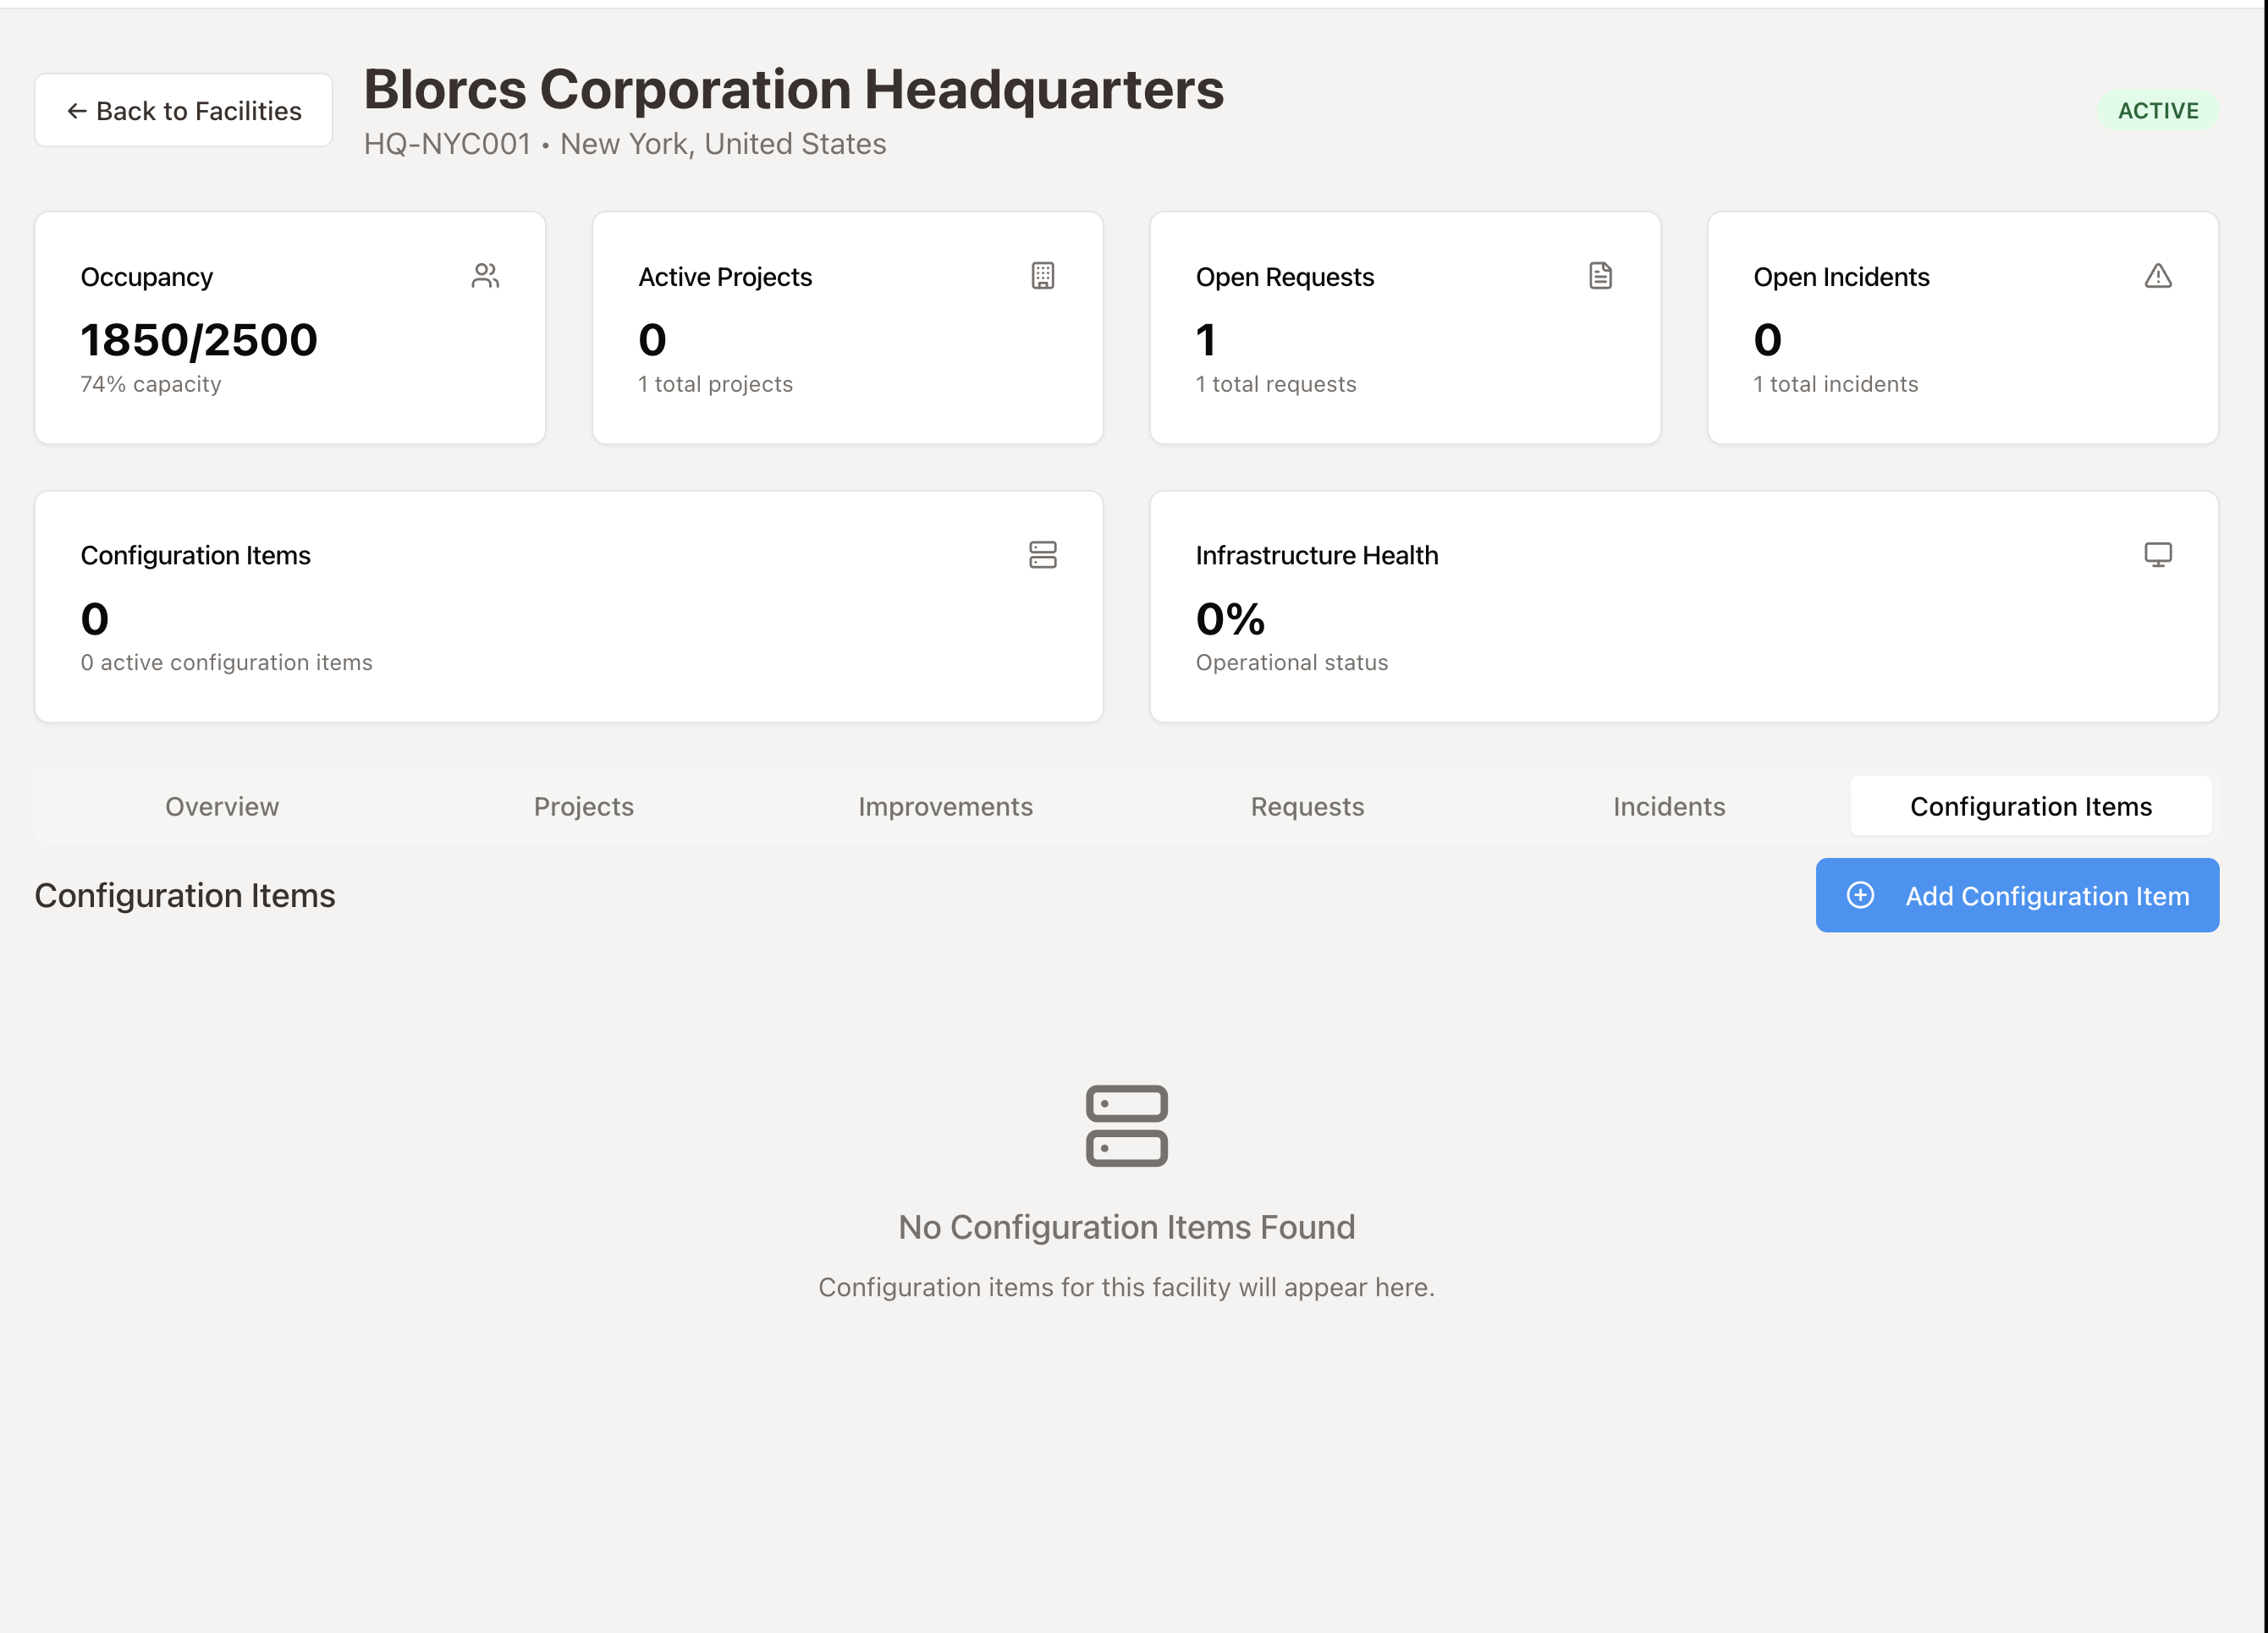 ← Back to Facilities
Blorcs Corporation Headquarters
HQ-NYC001 • New York, United States
ACTIVE
Occupancy
1850/2500
74% capacity
Active Projects
0
1 total projects
Open Requests
1
1 total requests
Open Incidents
0
1 total incidents
Configuration Items
0
0 active configuration items
Infrastructure Health
0%
Operational status
Overview
Projects
Improvements
Requests
Incidents
Configuration Items
Configuration Items
Add Configuration Item
No Configuration Items Found
Configuration items for this facility will appear here.